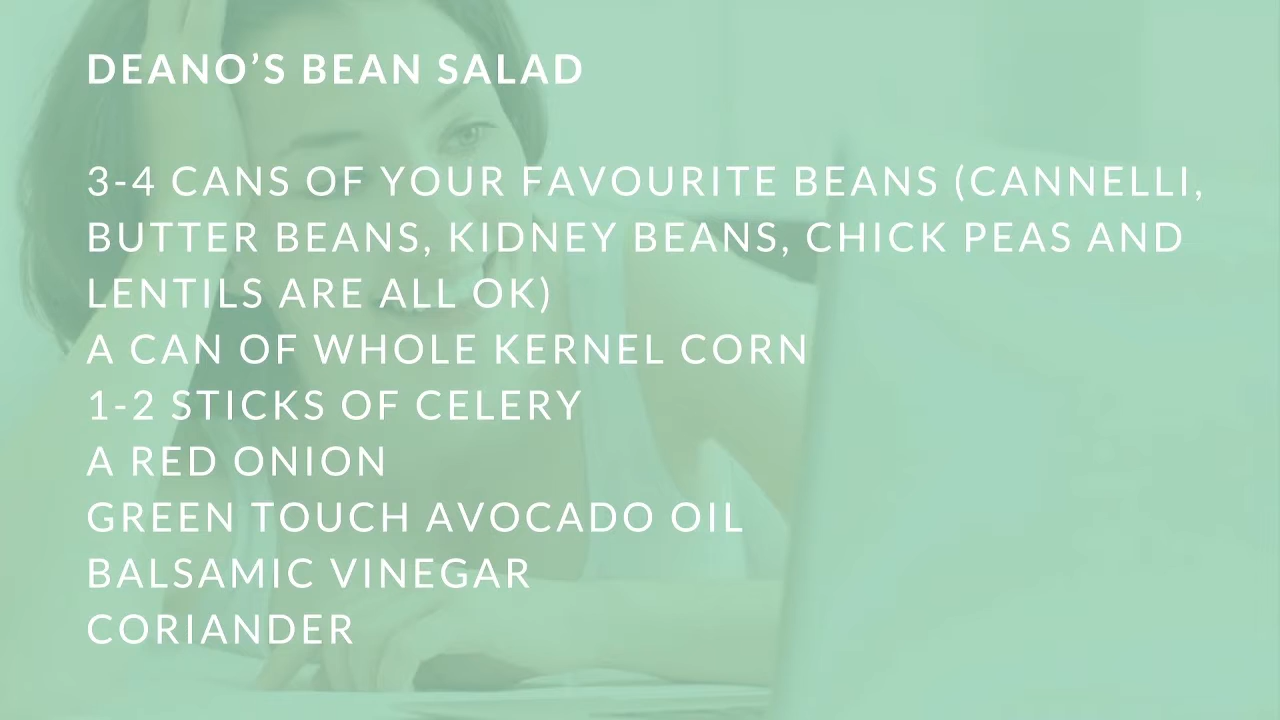 DEANO’S BEAN SALAD
3-4 CANS OF YOUR FAVOURITE BEANS (CANNELLI,
BUTTER BEANS, KIDNEY BEANS, CHICK PEAS AND
LENTILS ARE ALL OK)
A CAN OF WHOLE KERNEL CORN
1-2 STICKS OF CELERY
A RED ONION
GREEN TOUCH AVOCADO OIL
BALSAMIC VINEGAR
CORIANDER